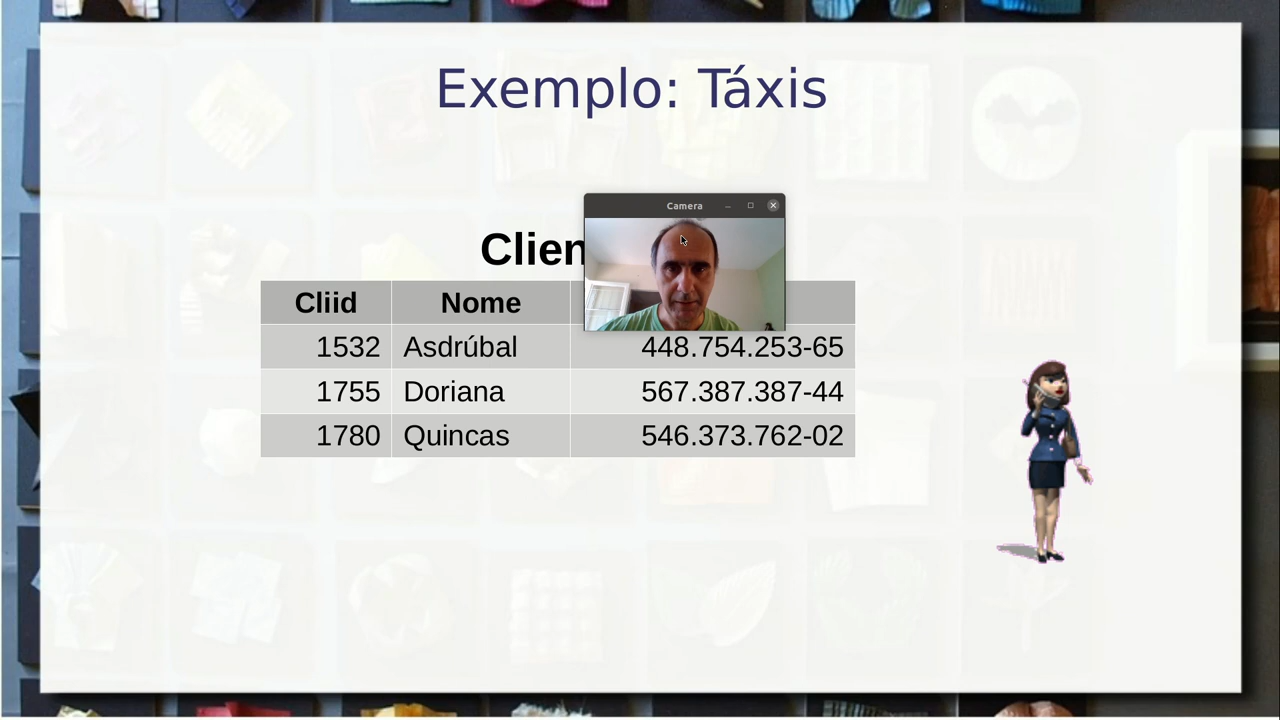 Exemplo: Táxis
Camera
Clien
Cliid Nome
1532 Asdrúbal 448.754.253-65
1755 Doriana 567.387.387-44
1780 Quincas 546.373.762-02